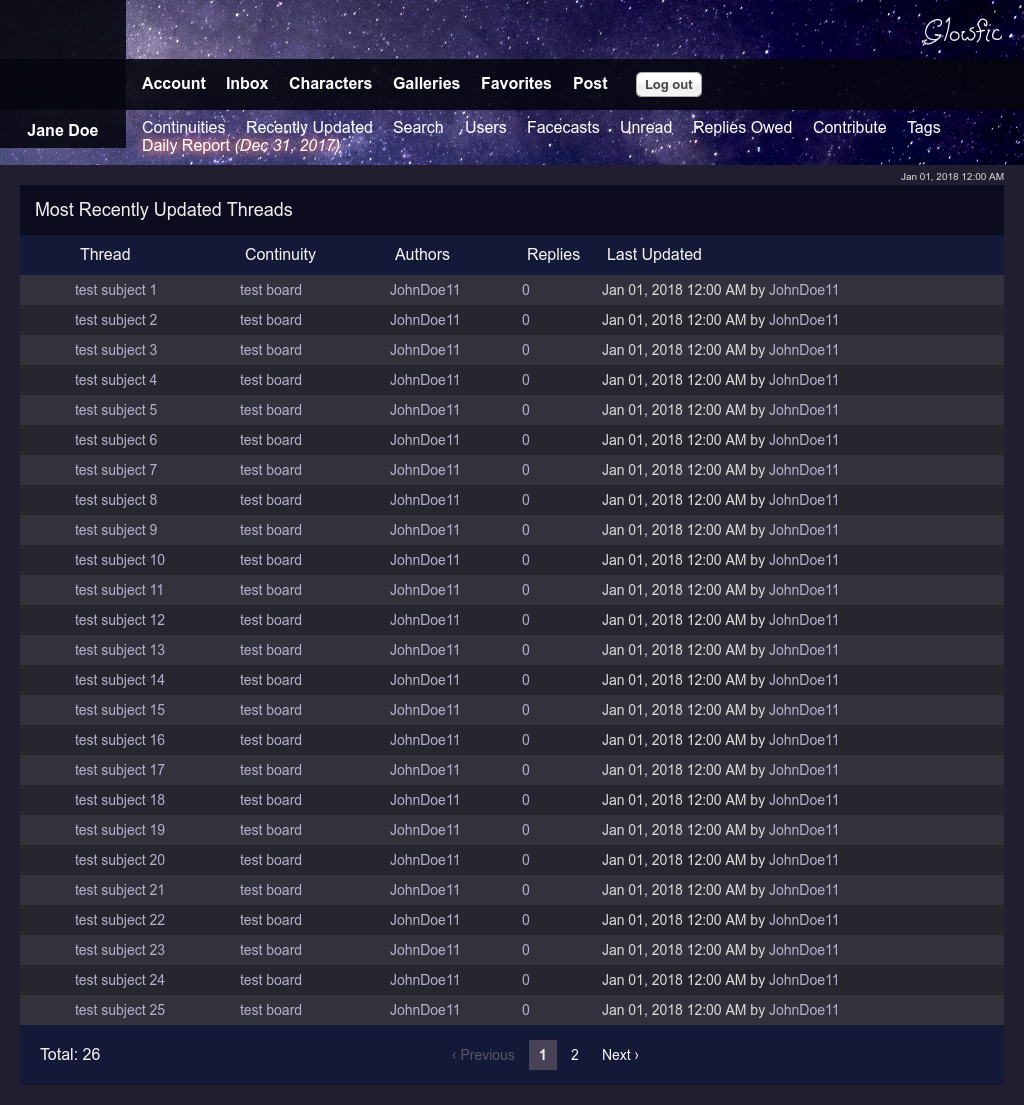 Glowfic
Account Inbox Characters Galleries Favorites Post Log out
Jane Doe
Continuities Recently Updated Search Users Facecasts Unread Replies Owed Contribute Tags
Daily Report (Dec 31, 2017)
Jan 01, 2018 12:00 AM
Most Recently Updated Threads
Thread Continuity Authors Replies Last Updated
test subject 1 test board JohnDoe11 0 Jan 01, 2018 12:00 AM by JohnDoe11
test subject 2 test board JohnDoe11 0 Jan 01, 2018 12:00 AM by JohnDoe11
test subject 3 test board JohnDoe11 0 Jan 01, 2018 12:00 AM by JohnDoe11
test subject 4 test board JohnDoe11 0 Jan 01, 2018 12:00 AM by JohnDoe11
test subject 5 test board JohnDoe11 0 Jan 01, 2018 12:00 AM by JohnDoe11
test subject 6 test board JohnDoe11 0 Jan 01, 2018 12:00 AM by JohnDoe11
test subject 7 test board JohnDoe11 0 Jan 01, 2018 12:00 AM by JohnDoe11
test subject 8 test board JohnDoe11 0 Jan 01, 2018 12:00 AM by JohnDoe11
test subject 9 test board JohnDoe11 0 Jan 01, 2018 12:00 AM by JohnDoe11
test subject 10 test board JohnDoe11 0 Jan 01, 2018 12:00 AM by JohnDoe11
test subject 11 test board JohnDoe11 0 Jan 01, 2018 12:00 AM by JohnDoe11
test subject 12 test board JohnDoe11 0 Jan 01, 2018 12:00 AM by JohnDoe11
test subject 13 test board JohnDoe11 0 Jan 01, 2018 12:00 AM by JohnDoe11
test subject 14 test board JohnDoe11 0 Jan 01, 2018 12:00 AM by JohnDoe11
test subject 15 test board JohnDoe11 0 Jan 01, 2018 12:00 AM by JohnDoe11
test subject 16 test board JohnDoe11 0 Jan 01, 2018 12:00 AM by JohnDoe11
test subject 17 test board JohnDoe11 0 Jan 01, 2018 12:00 AM by JohnDoe11
test subject 18 test board JohnDoe11 0 Jan 01, 2018 12:00 AM by JohnDoe11
test subject 19 test board JohnDoe11 0 Jan 01, 2018 12:00 AM by JohnDoe11
test subject 20 test board JohnDoe11 0 Jan 01, 2018 12:00 AM by JohnDoe11
test subject 21 test board JohnDoe11 0 Jan 01, 2018 12:00 AM by JohnDoe11
test subject 22 test board JohnDoe11 0 Jan 01, 2018 12:00 AM by JohnDoe11
test subject 23 test board JohnDoe11 0 Jan 01, 2018 12:00 AM by JohnDoe11
test subject 24 test board JohnDoe11 0 Jan 01, 2018 12:00 AM by JohnDoe11
test subject 25 test board JohnDoe11 0 Jan 01, 2018 12:00 AM by JohnDoe11
Total: 26 ‹ Previous 1 2 Next ›